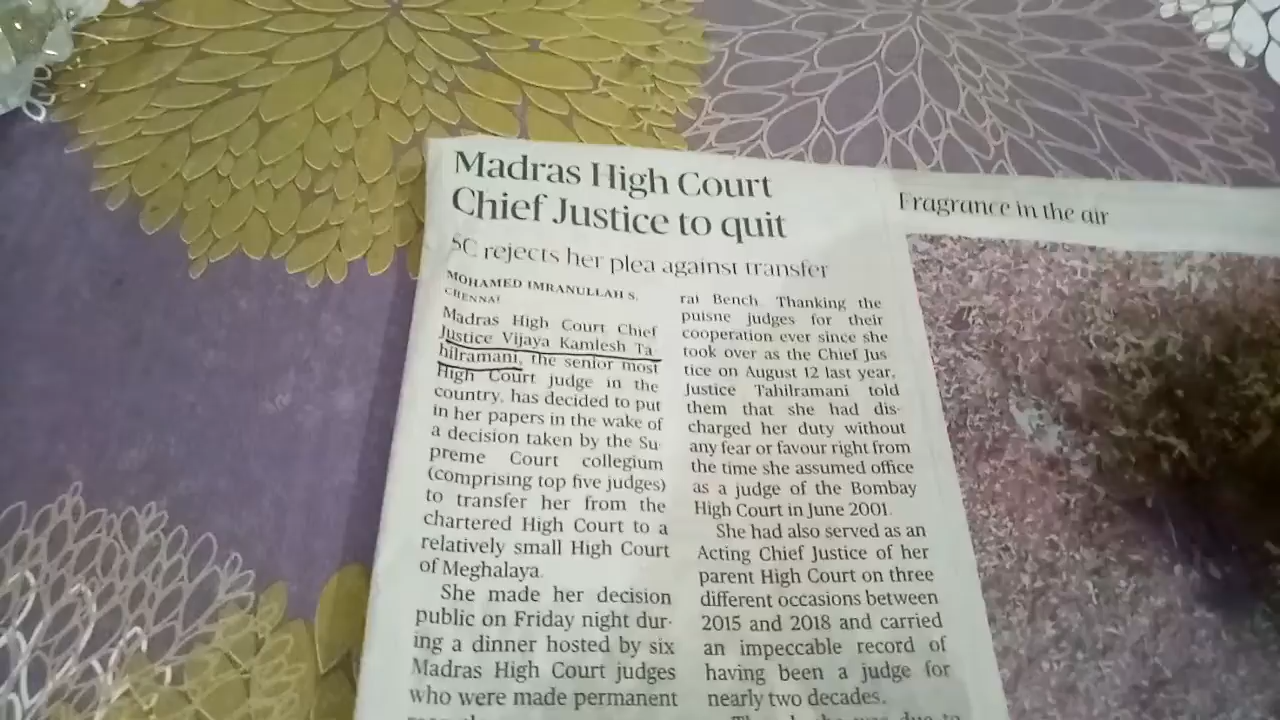 Madras High Court
Chief Justice to quit
SC rejects her plea against transfer
MOHAMED IMRANULLAH S.
CHENNAI
Madras High Court Chief
Justice Vijaya Kamlesh Ta
hilramani, the senior most
High Court judge in the
country, has decided to put
in her papers in the wake of
a decision taken by the Su
preme Court collegium
(comprising top five judges)
to transfer her from the
chartered High Court to a
relatively small High Court
of Meghalaya.
She made her decision
public on Friday night dur-
ing a dinner hosted by six
Madras High Court judges
who were made permanent
rai Bench. Thanking the
puisne judges for their
cooperation ever since she
took over as the Chief Jus
tice on August 12 last year,
Justice Tahilramani told
them that she had dis-
charged her duty without
any fear or favour right from
the time she assumed office
as a judge of the Bombay
High Court in June 2001.
She had also served as an
Acting Chief Justice of her
parent High Court on three
different occasions between
2015 and 2018 and carried
an impeccable record of
having been a judge for
nearly two decades.
Fragrance in the air